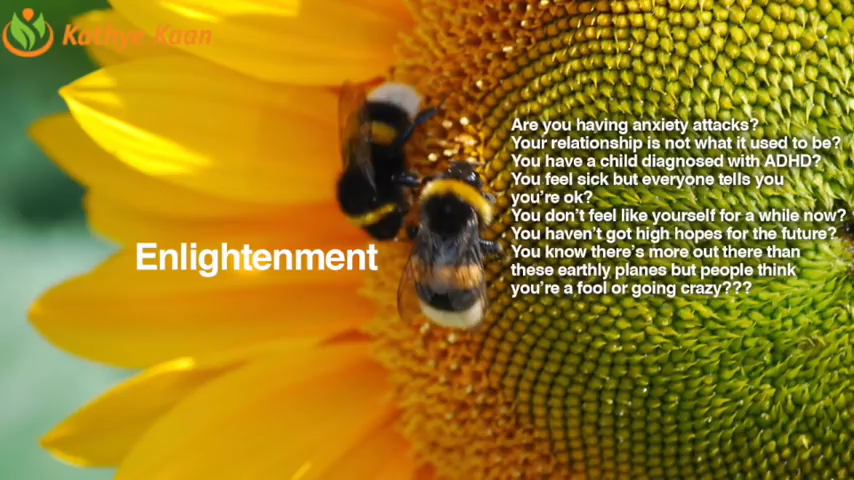 Kathye Kaan
Are you having anxiety attacks?
Your relationship is not what it used to be?
You have a child diagnosed with ADHD?
You feel sick but everyone tells you
you're ok?
You don't feel like yourself for a while now?
You haven't got high hopes for the future?
You know there's more out there than
these earthly planes but people think
you're a fool or going crazy???
Enlightenment